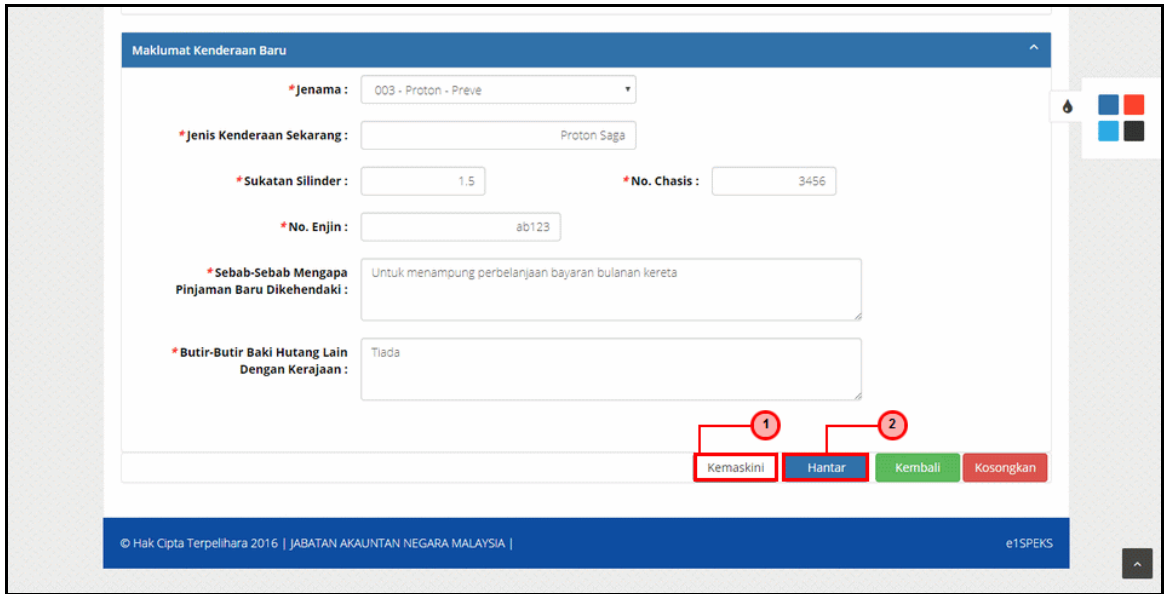 Maklumat Kenderaan Baru
*Jenama : 003 - Proton - Preve
*Jenis Kenderaan Sekarang : Proton Saga
*Sukatan Silinder : 1.5 *No. Chasis : 3456
*No. Enjin : ab123
*Sebab-Sebab Mengapa Untuk menampung perbelanjaan bayaran bulanan kereta
Pinjaman Baru Dikehendaki :
*Butir-Butir Baki Hutang Lain Tiada
Dengan Kerajaan :
1 2
Kemaskini Hantar Kembali Kosongkan
© Hak Cipta Terpelihara 2016 | JABATAN AKAUNTAN NEGARA MALAYSIA | e1SPEKS